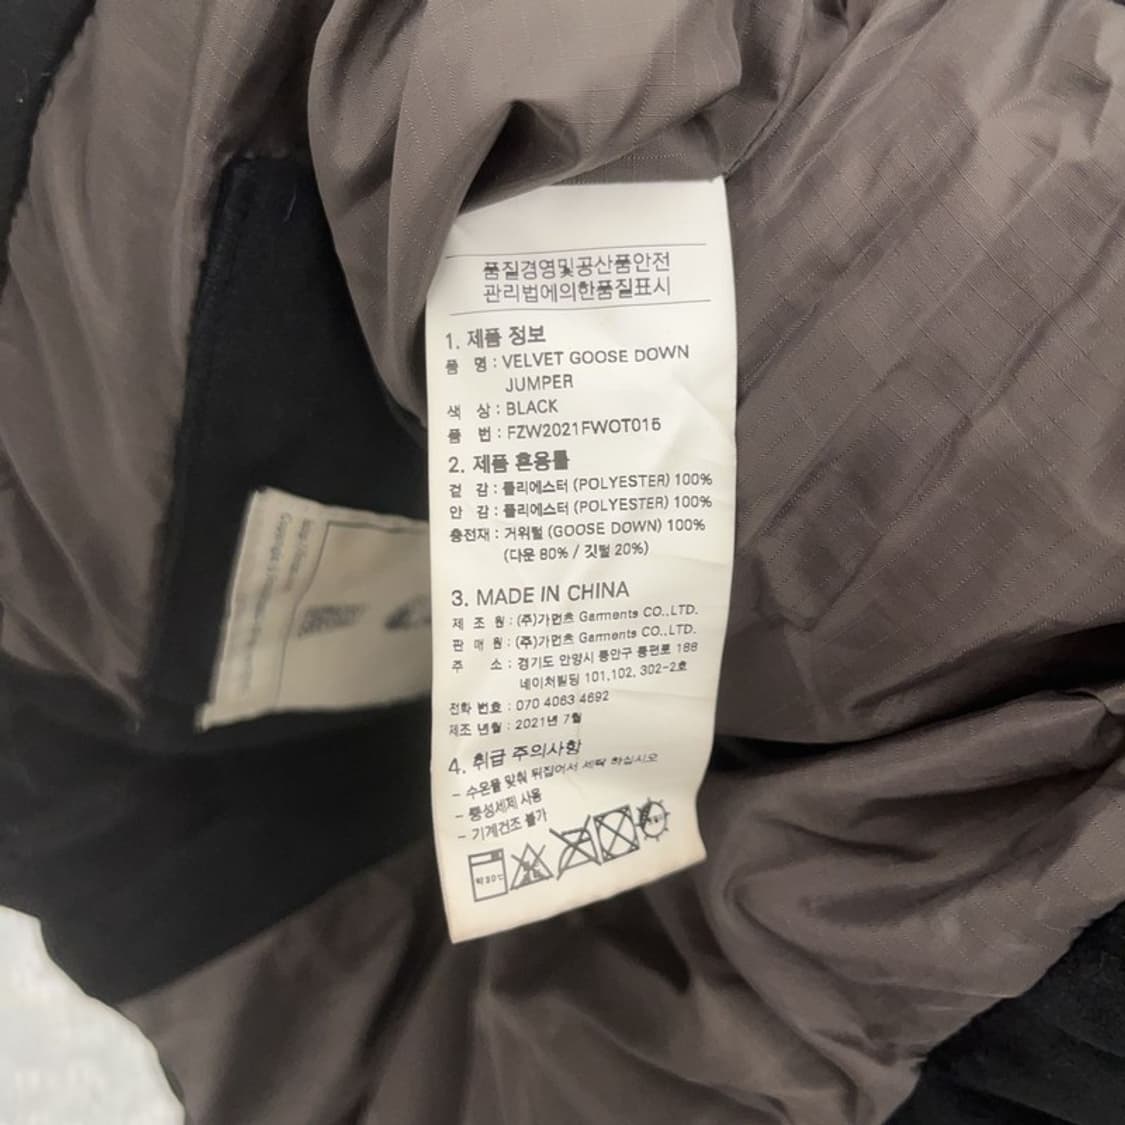 품질경영및공산품안전
관리법에의한품질표시
1. 제품 정보
품 명 : VELVET GOOSE DOWN
JUMPER
색 상 : BLACK
품 번 : FZW2021FWOT015
2. 제품 혼용률
겉 감 : 폴리에스터 (POLYESTER) 100%
안 감 : 폴리에스터 (POLYESTER) 100%
충전재 : 거위털 (GOOSE DOWN) 100%
(다운 80% / 깃털 20%)
3. MADE IN CHINA
제 조 원 : (주)가먼츠 Garments CO.,LTD.
판 매 원 : (주)가먼츠 Garments CO.,LTD.
주 소 : 경기도 안양시 동안구 흥안대로 188
네이처빌딩 101,102, 302-2호
전화 번호 : 070 4063 4692
제조 년월 : 2021년 7월
4. 취급 주의사항
- 수온을 맞춰 뒤집어서 세탁 하십시오
- 중성세제 사용
- 기계건조 불가
약30℃